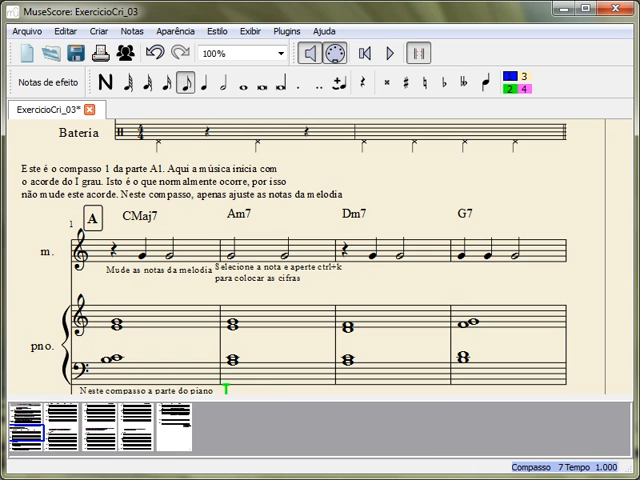 MuseScore: ExercicioCri_03
Arquivo Editar Criar Notas Aparência Estilo Exibir Plugins Ajuda
100%
Notas de efeito N 1 3
2 4
ExercicioCri_03*
Bateria 4
4
Este é o compasso 1 da parte A1. Aqui a música inicia com
o acorde do I grau. Isto é o que normalmente ocorre, por isso
não mude este acorde. Neste compasso, apenas ajuste as notas da melodia
1 A CMaj7 Am7 Dm7 G7
m.
Mude as notas da melodia Selecione a nota e aperte ctrl+k
para colocar as cifras
pno.
Neste compasso a parte do piano
Compasso 7 Tempo 1.000